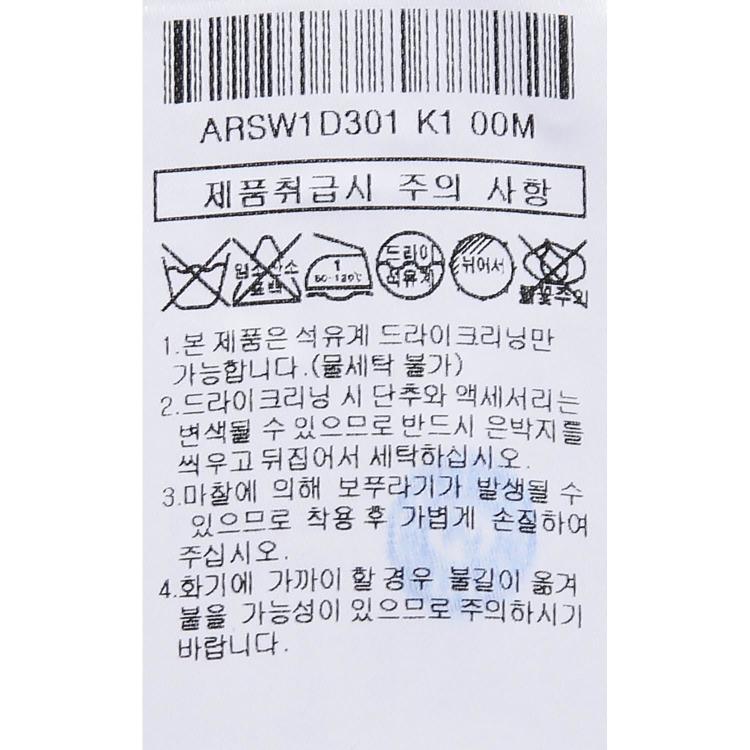 ARSW1D301 K1 00M
제품취급시 주의 사항
염소산소 표백
1
80-120℃
드라이
석유계
뉘어서
불꽃주의
1.본 제품은 석유계 드라이크리닝만
가능합니다.(물세탁 불가)
2.드라이크리닝 시 단추와 액세서리는
변색될 수 있으므로 반드시 은박지를
씩우고 뒤집어서 세탁하십시오.
3.마찰에 의해 보푸라기가 발생될 수
있으므로 착용 후 가볍게 손질하여
주십시오.
4.화기에 가까이 할 경우 불길이 옮겨
붙을 가능성이 있으므로 주의하시기
바랍니다.